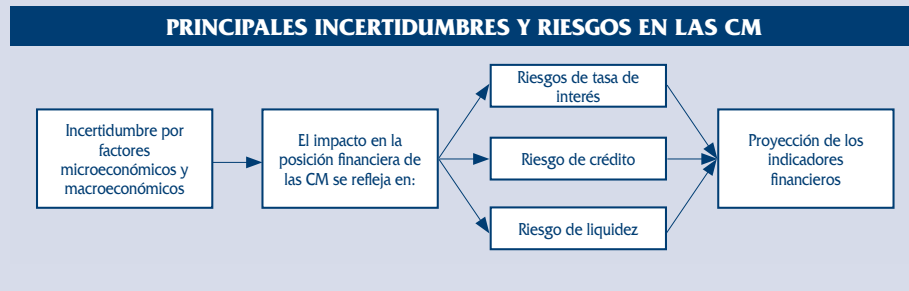 PRINCIPALES INCERTIDUMBRES Y RIESGOS EN LAS CM
Incertidumbre por
factores
microeconómicos y
macroeconómicos
El impacto en la
posición financiera de
las CM se refleja en:
Riesgos de tasa de
interés
Riesgo de crédito
Riesgo de liquidez
Proyección de los
indicadores
financieros